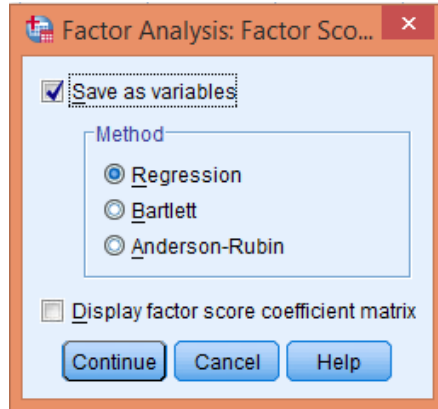 Factor Analysis: Factor Sco...
Save as variables
Method
Regression
Bartlett
Anderson-Rubin
Display factor score coefficient matrix
Continue Cancel Help